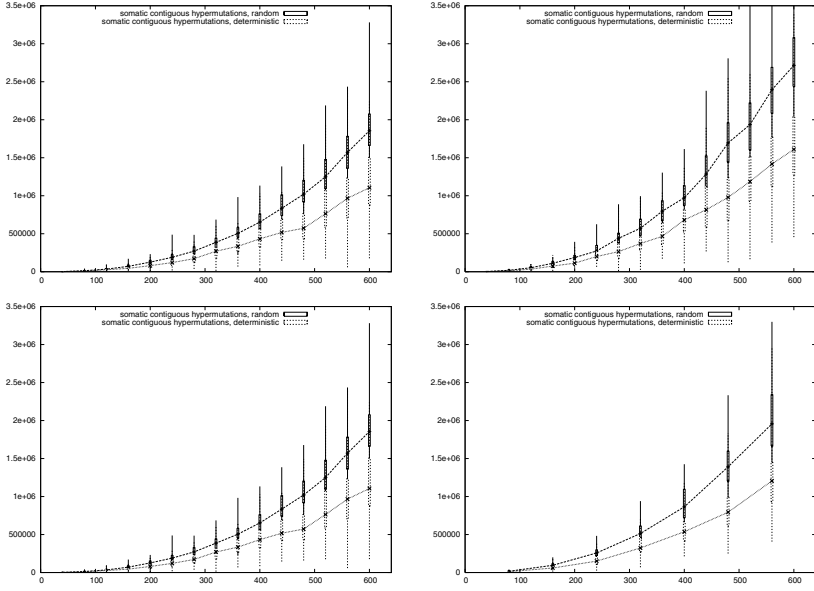 somatic contiguous hypermutations, random
somatic contiguous hypermutations, deterministic
3.5e+06
3e+06
2.5e+06
2e+06
1.5e+06
1e+06
500000
0
0 100 200 300 400 500 600
somatic contiguous hypermutations, random
somatic contiguous hypermutations, deterministic
3.5e+06
3e+06
2.5e+06
2e+06
1.5e+06
1e+06
500000
0
0 100 200 300 400 500 600
somatic contiguous hypermutations, random
somatic contiguous hypermutations, deterministic
3.5e+06
3e+06
2.5e+06
2e+06
1.5e+06
1e+06
500000
0
0 100 200 300 400 500 600
somatic contiguous hypermutations, random
somatic contiguous hypermutations, deterministic
3.5e+06
3e+06
2.5e+06
2e+06
1.5e+06
1e+06
500000
0
0 100 200 300 400 500 600